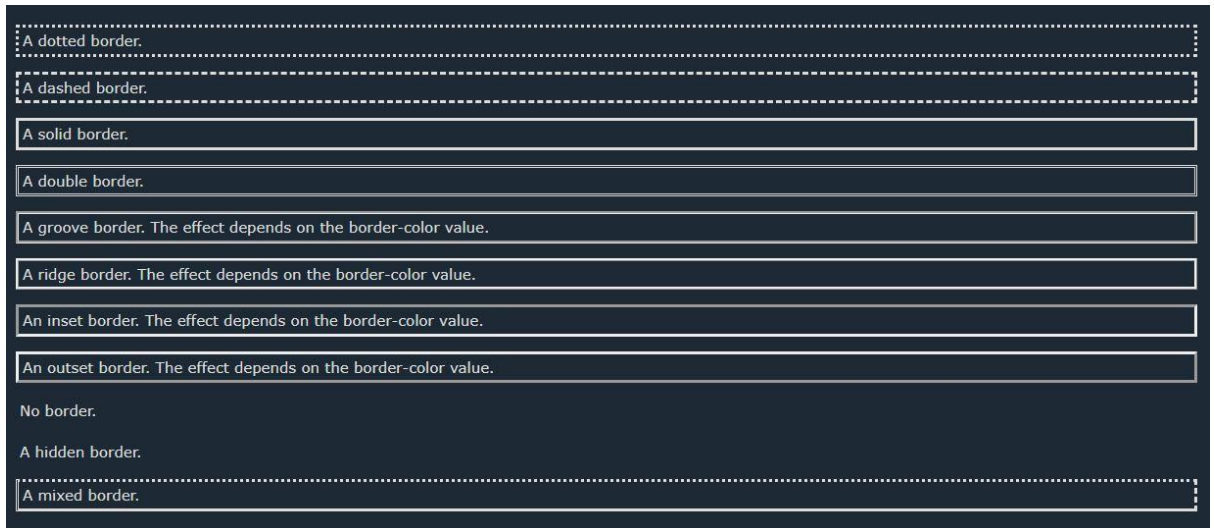 A dotted border.
A dashed border.
A solid border.
A double border.
A groove border. The effect depends on the border-color value.
A ridge border. The effect depends on the border-color value.
An inset border. The effect depends on the border-color value.
An outset border. The effect depends on the border-color value.
No border.
A hidden border.
A mixed border.